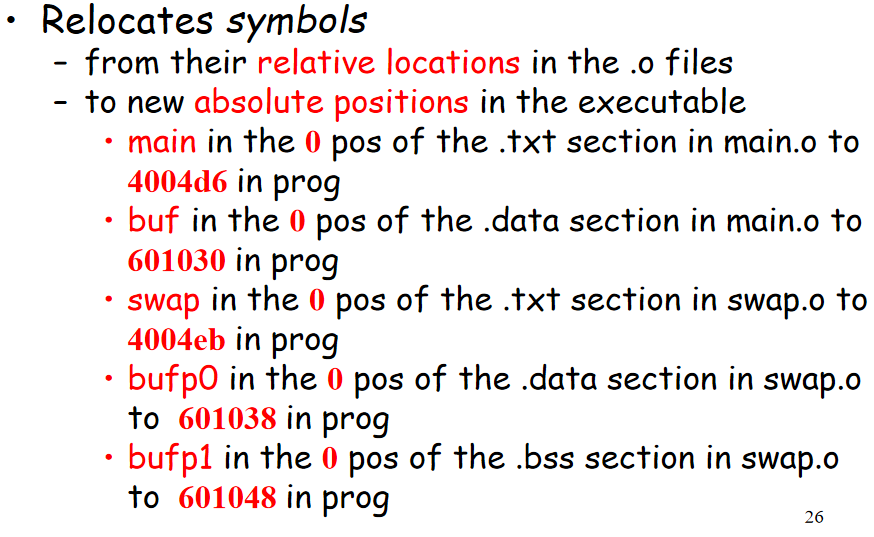 • Relocates symbols
– from their relative locations in the .o files
– to new absolute positions in the executable
• main in the 0 pos of the .txt section in main.o to
4004d6 in prog
• buf in the 0 pos of the .data section in main.o to
601030 in prog
• swap in the 0 pos of the .txt section in swap.o to
4004eb in prog
• bufp0 in the 0 pos of the .data section in swap.o
to 601038 in prog
• bufp1 in the 0 pos of the .bss section in swap.o
to 601048 in prog
26